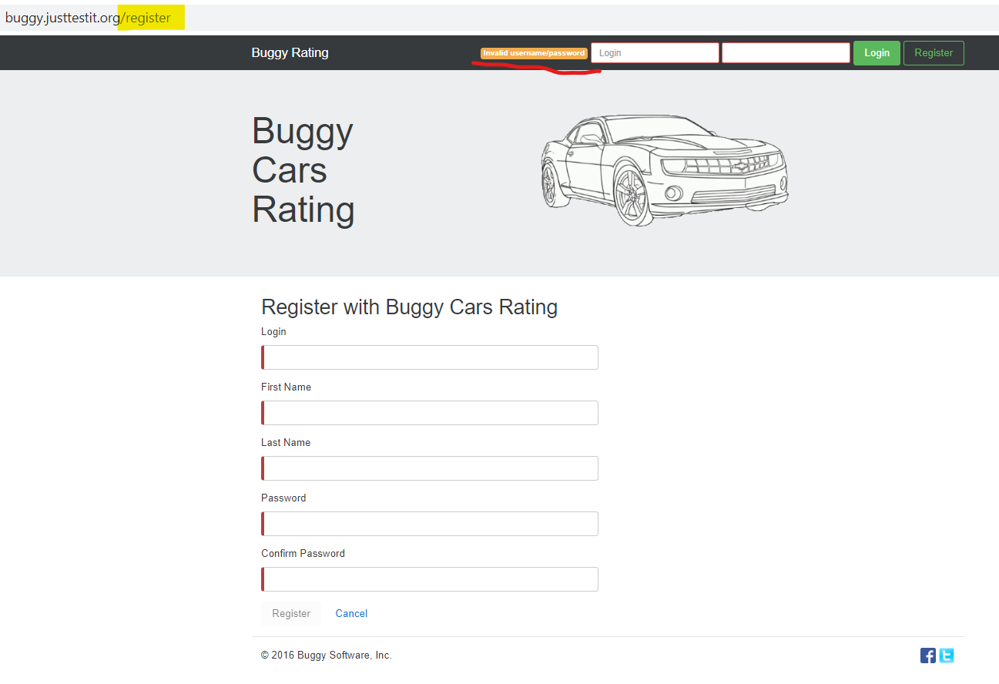 buggy.justtestit.org/register
Buggy Rating Invalid username/password Login Login Register
Buggy
Cars
Rating
Register with Buggy Cars Rating
Login
First Name
Last Name
Password
Confirm Password
Register Cancel
© 2016 Buggy Software, Inc.